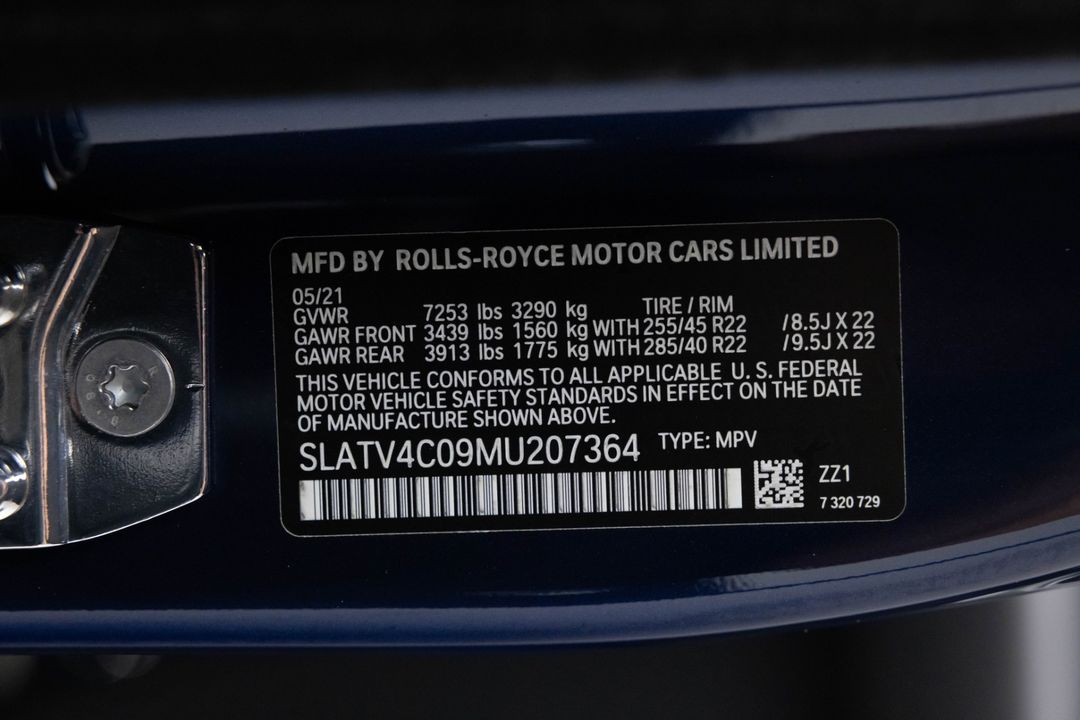 MFD BY ROLLS-ROYCE MOTOR CARS LIMITED
05/21
GVWR 7253 lbs 3290 kg TIRE / RIM
GAWR FRONT 3439 lbs 1560 kg WITH 255/45 R22 /8.5J X 22
GAWR REAR 3913 lbs 1775 kg WITH 285/40 R22 /9.5J X 22
THIS VEHICLE CONFORMS TO ALL APPLICABLE U. S. FEDERAL
MOTOR VEHICLE SAFETY STANDARDS IN EFFECT ON THE DATE
OF MANUFACTURE SHOWN ABOVE.
SLATV4C09MU207364 TYPE: MPV
ZZ1
7 320 729